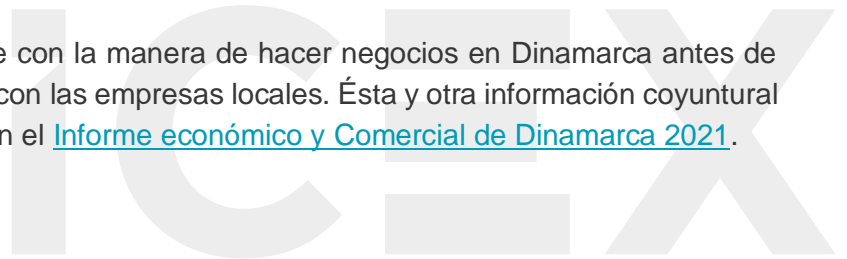 ICEX
e con la manera de hacer negocios en Dinamarca antes de
con las empresas locales. Ésta y otra información coyuntural
n el Informe económico y Comercial de Dinamarca 2021.